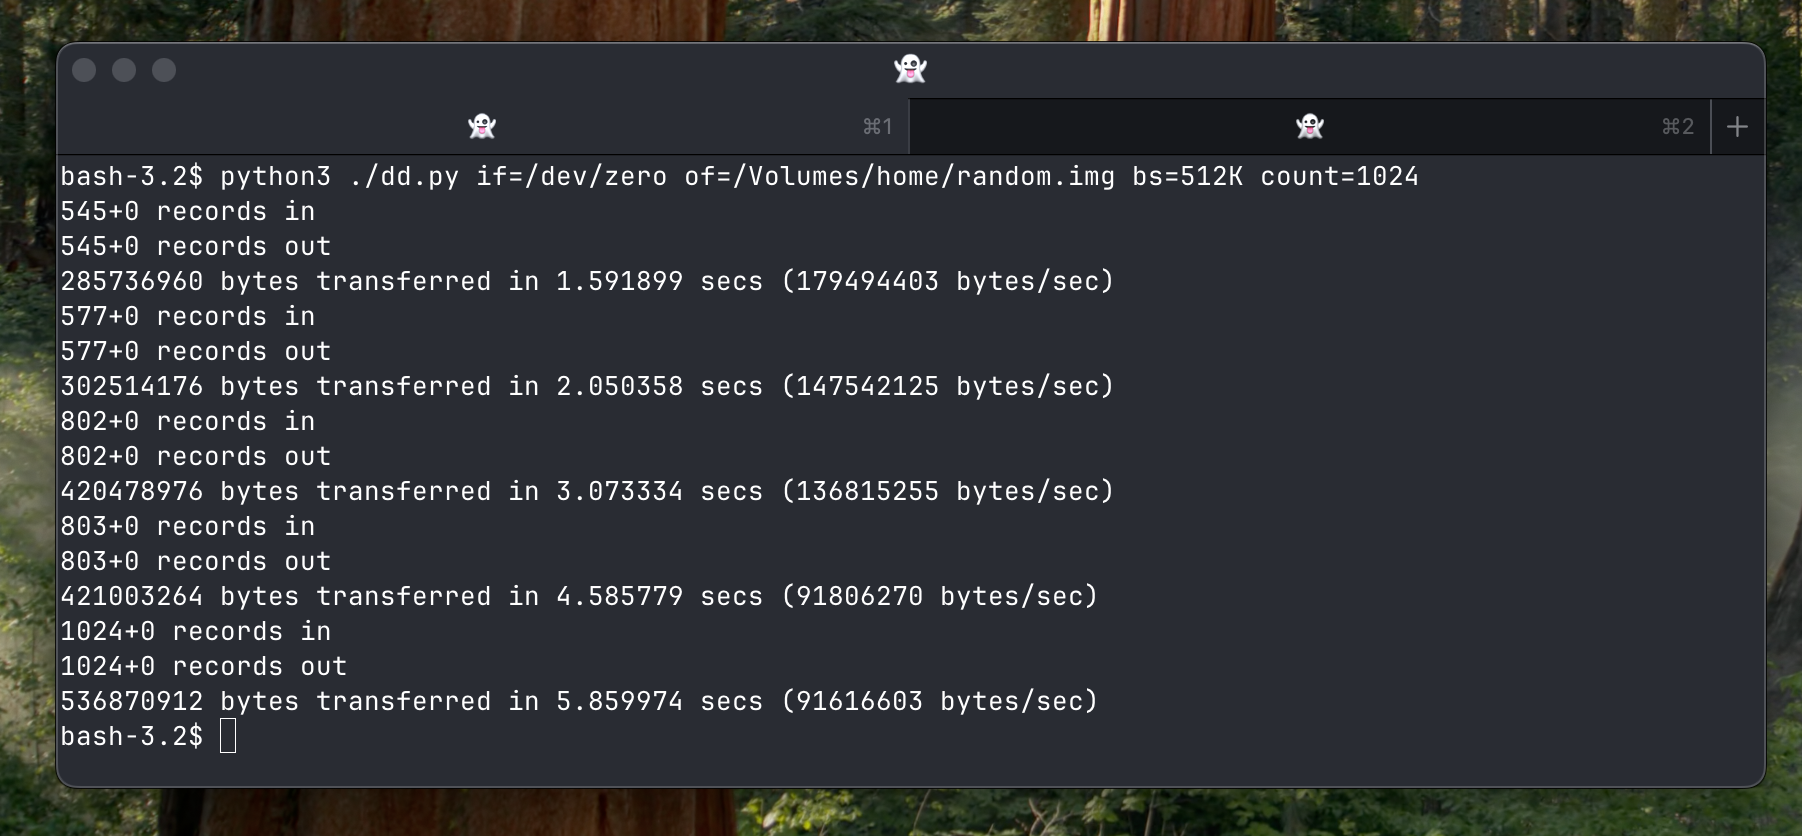 ⌘1
⌘2
bash-3.2$ python3 ./dd.py if=/dev/zero of=/Volumes/home/random.img bs=512K count=1024
545+0 records in
545+0 records out
285736960 bytes transferred in 1.591899 secs (179494403 bytes/sec)
577+0 records in
577+0 records out
302514176 bytes transferred in 2.050358 secs (147542125 bytes/sec)
802+0 records in
802+0 records out
420478976 bytes transferred in 3.073334 secs (136815255 bytes/sec)
803+0 records in
803+0 records out
421003264 bytes transferred in 4.585779 secs (91806270 bytes/sec)
1024+0 records in
1024+0 records out
536870912 bytes transferred in 5.859974 secs (91616603 bytes/sec)
bash-3.2$